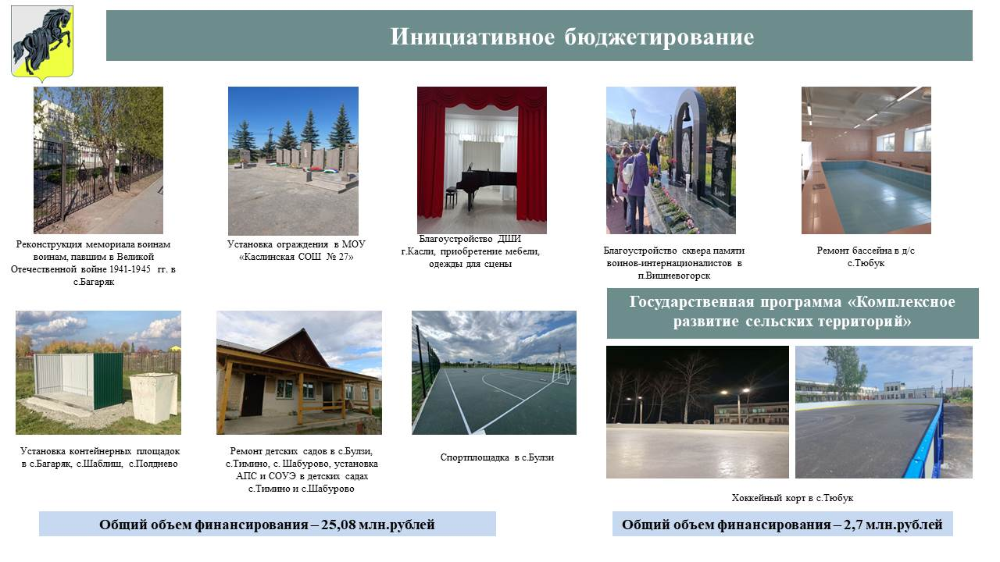 Инициативное бюджетирование
Реконструкция мемориала воинам
воинам, павшим в Великой
Отечественной войне 1941-1945 гг. в
с.Багаряк
Установка ограждения в МОУ
«Каслинская СОШ № 27»
Благоустройство ДШИ
г.Касли, приобретение мебели,
одежды для сцены
Благоустройство сквера памяти
воинов-интернационалистов в
п.Вишневогорск
Ремонт бассейна в д/с
с.Тюбук
Государственная программа «Комплексное
развитие сельских территорий»
Установка контейнерных площадок
в с.Багаряк, с.Шаблиш, с.Полднево
Ремонт детских садов в с.Булзи,
с.Тимино, с. Шабурово, установка
АПС и СОУЭ в детских садах
с.Тимино и с.Шабурово
Спортплощадка в с.Булзи
Хоккейный корт в с.Тюбук
Общий объем финансирования – 25,08 млн.рублей
Общий объем финансирования – 2,7 млн.рублей